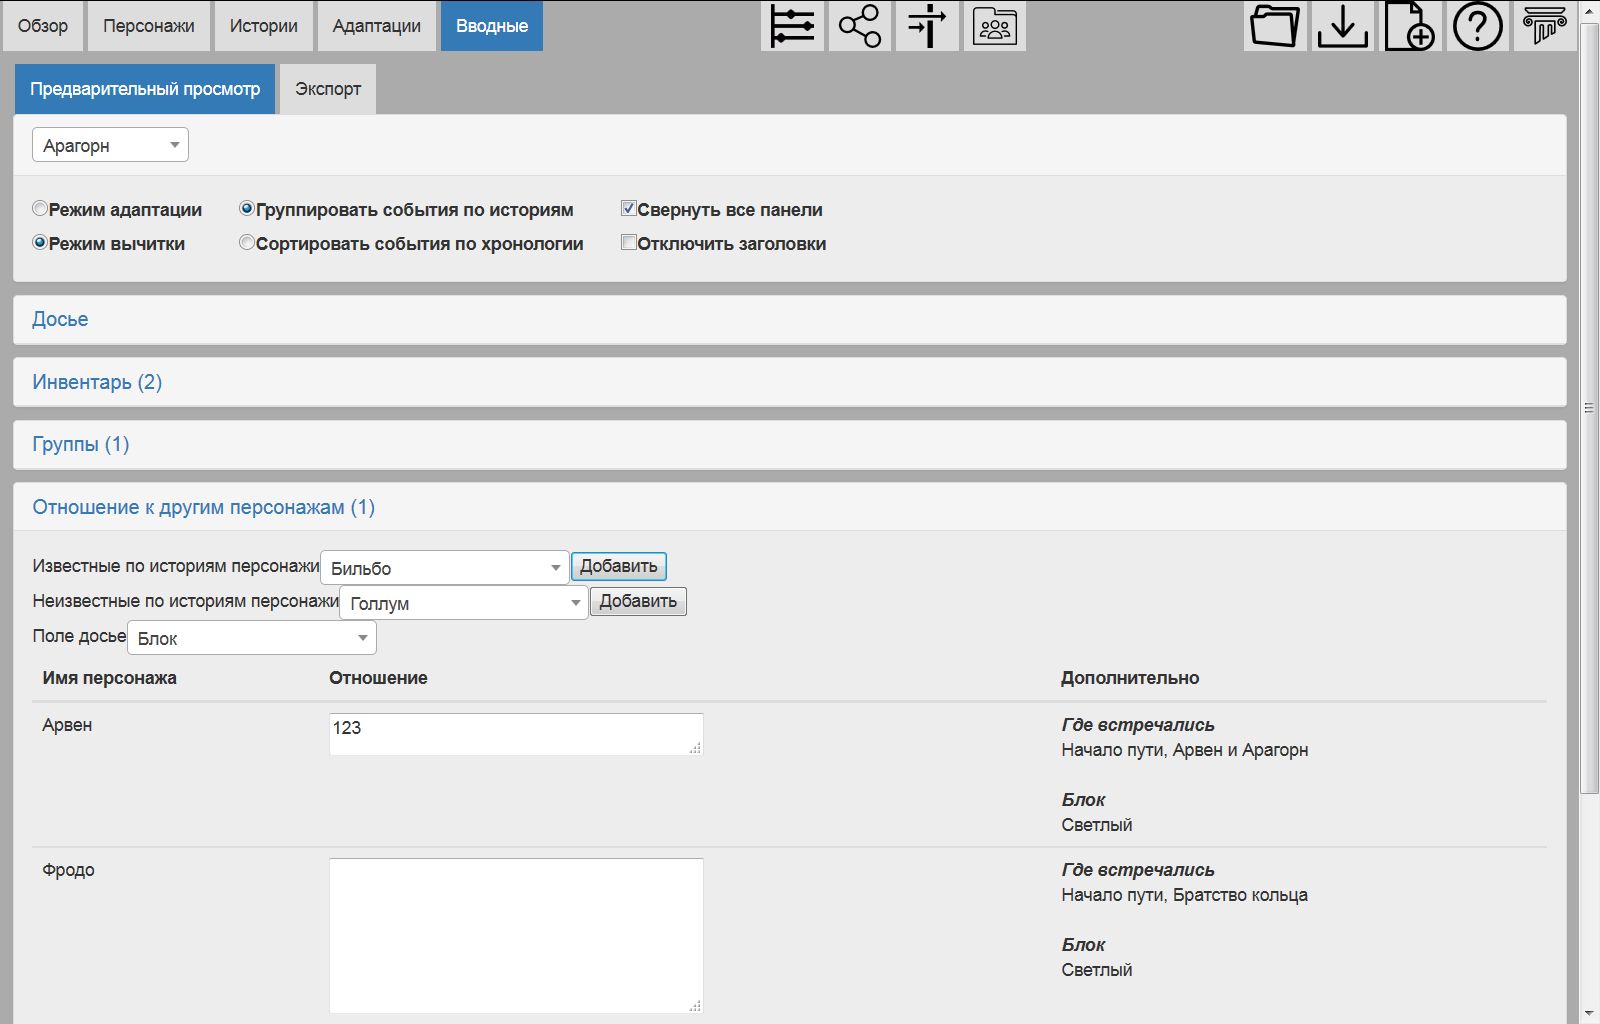 Обзор Персонажи Истории Адаптации Вводные
Предварительный просмотр Экспорт
Арагорн
Режим адаптации Группировать события по историям Свернуть все панели
Режим вычитки Сортировать события по хронологии Отключить заголовки
Досье
Инвентарь (2)
Группы (1)
Отношение к другим персонажам (1)
Известные по историям персонажи Бильбо Добавить
Неизвестные по историям персонажи Голлум Добавить
Поле досье Блок
Имя персонажа Отношение Дополнительно
Арвен 123 Где встречались
Начало пути, Арвен и Арагорн
Блок
Светлый
Фродо Где встречались
Начало пути, Братство кольца
Блок
Светлый